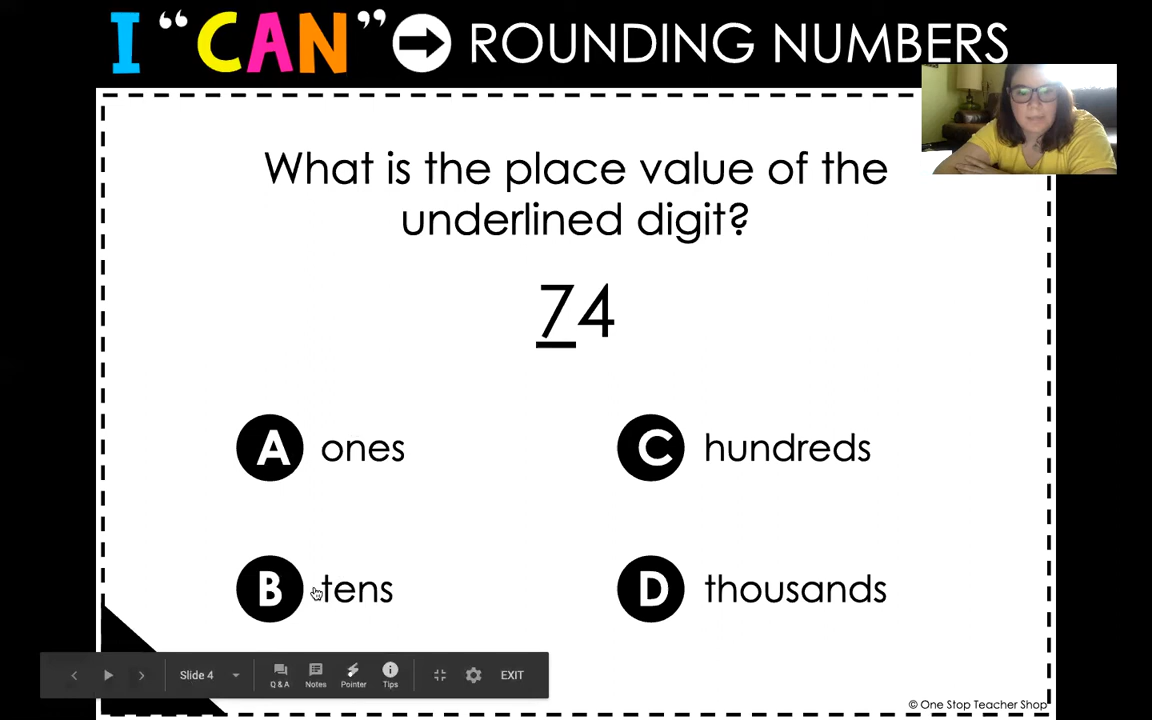 I “CAN” ROUNDING NUMBERS
What is the place value of the
underlined digit?
74
A ones
C hundreds
B tens
D thousands
Slide 4
Q & A
Notes
Pointer
Tips
EXIT
© One Stop Teacher Shop